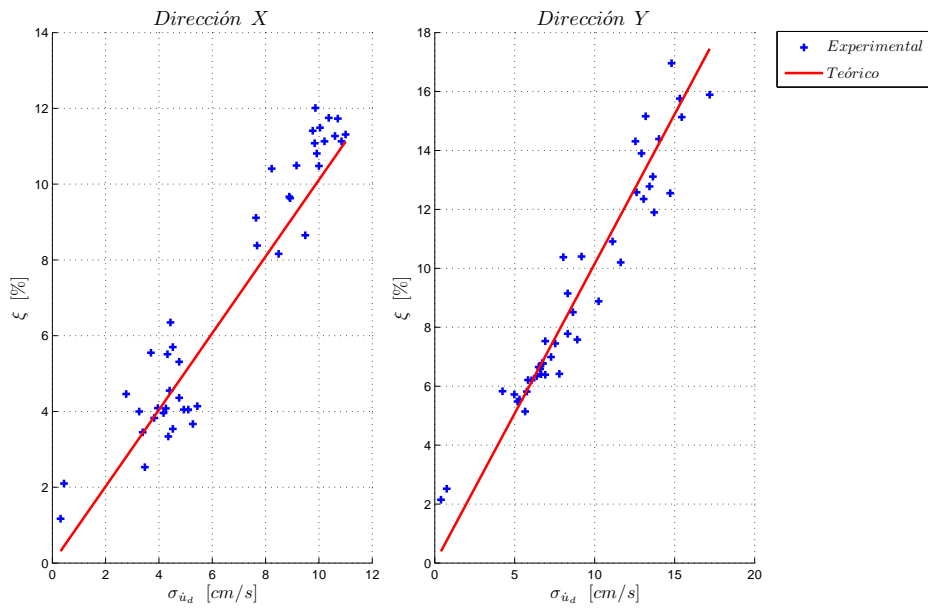 Dirección X
14
12
10
8
6
4
2
0
ξ [%]
0 2 4 6 8 10 12
σ_{u̇_d} [cm/s]
Dirección Y
18
16
14
12
10
8
6
4
2
0
ξ [%]
0 5 10 15 20
σ_{u̇_d} [cm/s]
Experimental
Teórico